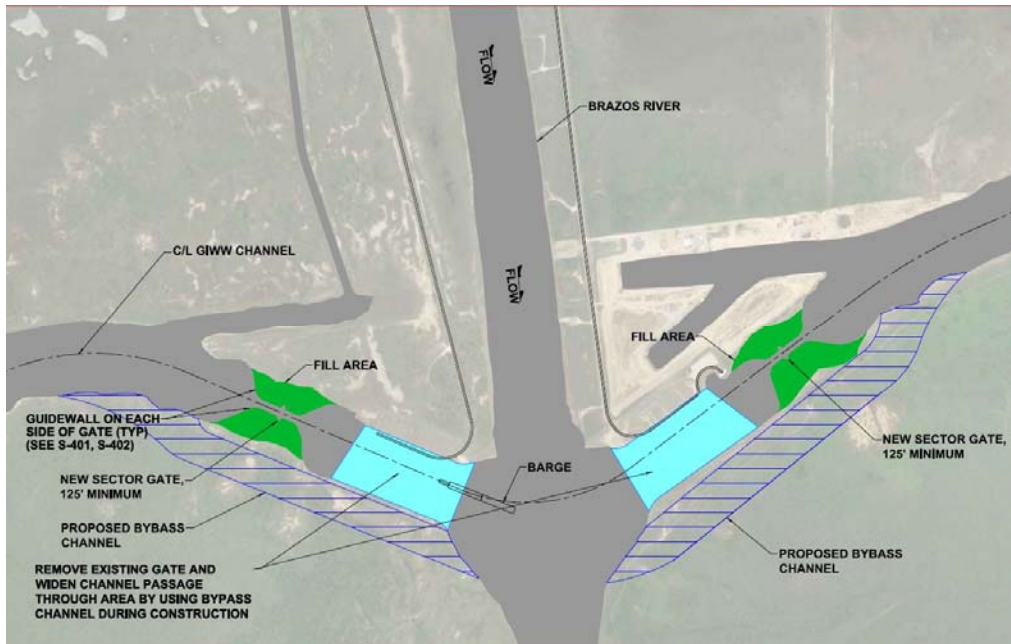 FLOW
BRAZOS RIVER
C/L GIWW CHANNEL
FLOW
FILL AREA
FILL AREA
GUIDEWALL ON EACH
SIDE OF GATE (TYP)
(SEE S-401, S-402)
NEW SECTOR GATE,
125' MINIMUM
BARGE
NEW SECTOR GATE,
125' MINIMUM
PROPOSED BYBASS
CHANNEL
PROPOSED BYBASS
CHANNEL
REMOVE EXISTING GATE AND
WIDEN CHANNEL PASSAGE
THROUGH AREA BY USING BYPASS
CHANNEL DURING CONSTRUCTION